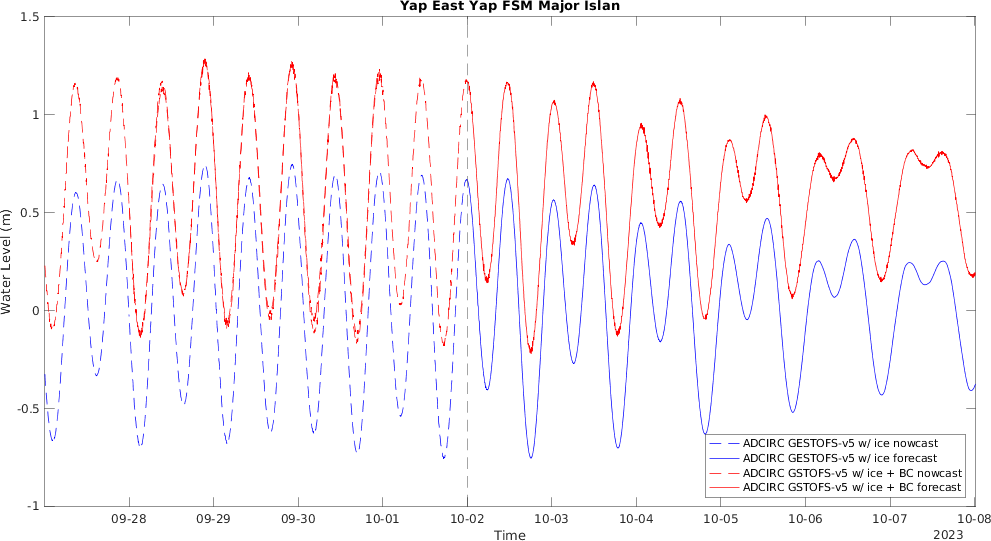 Yap East Yap FSM Major Islan
1.5
1
0.5
0
-0.5
-1
Water Level (m)
ADCIRC GESTOFS-v5 w/ ice nowcast
ADCIRC GESTOFS-v5 w/ ice forecast
ADCIRC GSTOFS-v5 w/ ice + BC nowcast
ADCIRC GSTOFS-v5 w/ ice + BC forecast
09-28 09-29 09-30 10-01 10-02 10-03 10-04 10-05 10-06 10-07 10-08
Time
2023